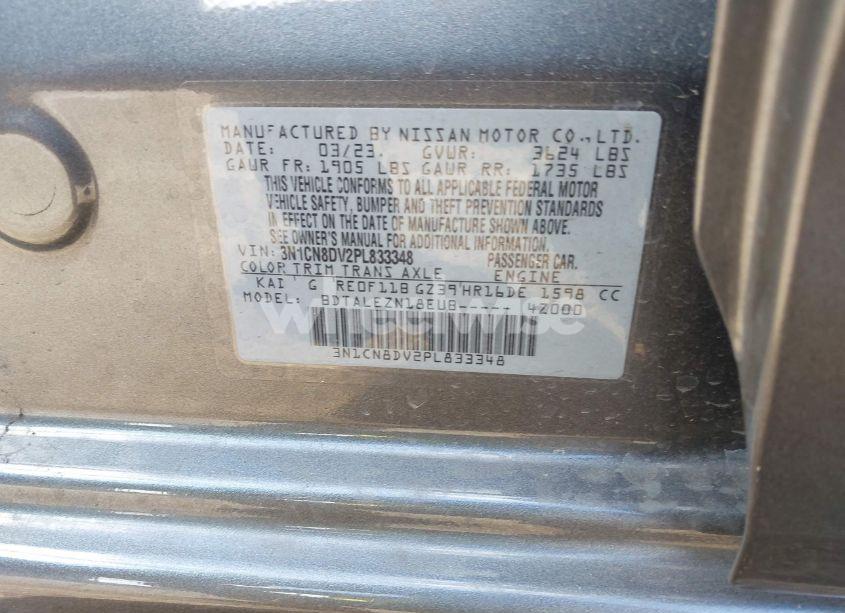 MANUFACTURED BY NISSAN MOTOR CO., LTD.
DATE: 03/23. GVWR: 3624 LBS
GAWR FR: 1905 LBS GAWR RR: 1735 LBS
THIS VEHICLE CONFORMS TO ALL APPLICABLE FEDERAL MOTOR
VEHICLE SAFETY, BUMPER AND THEFT PREVENTION STANDARDS
IN EFFECT ON THE DATE OF MANUFACTURE SHOWN ABOVE.
SEE OWNER'S MANUAL FOR ADDITIONAL INFORMATION.
VIN: 3N1CN8DV2PL833348 PASSENGER CAR.
COLOR TRIM TRANS AXLE ENGINE
KAD G RE0F11B GZ39 HR16DE 1598 CC
MODEL: BDTALEZN18EUB----- 4Z000
wheelwise
3N1CN8DV2PL833348